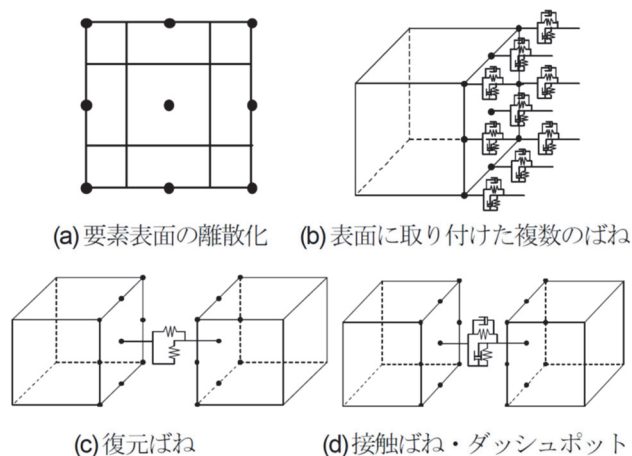 (a) 要素表面の離散化
(b) 表面に取り付けた複数のばね
(c) 復元ばね
(d) 接触ばね・ダッシュポット